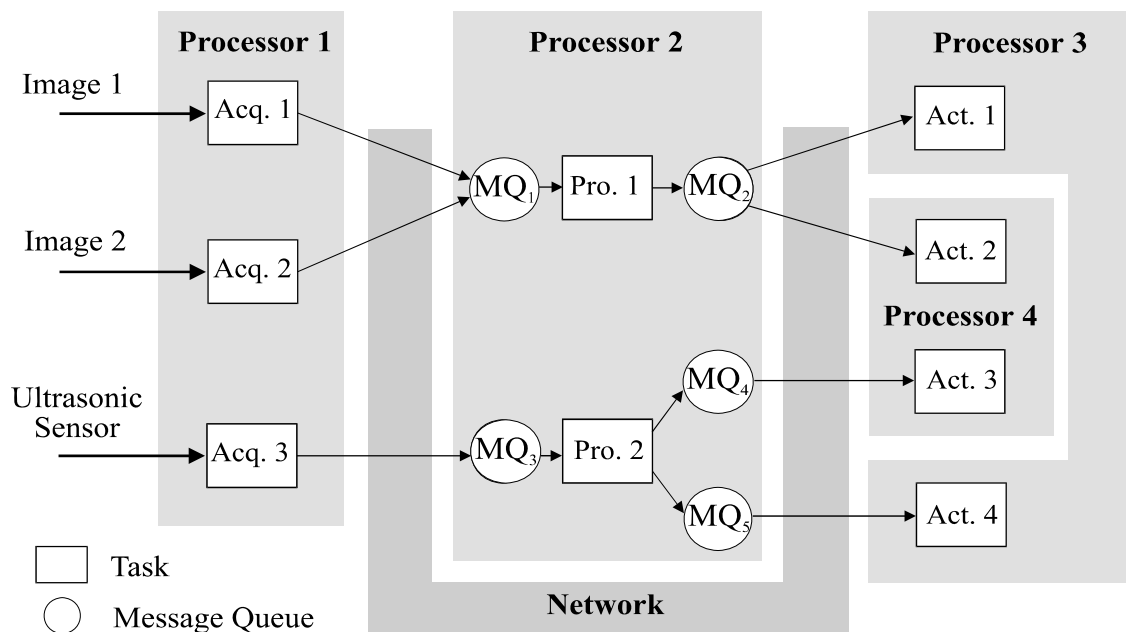 Processor 1
Processor 2
Processor 3
Image 1
Acq. 1
Act. 1
MQ1
Pro. 1
MQ2
Image 2
Acq. 2
Act. 2
Processor 4
MQ4
Act. 3
Ultrasonic
Sensor
Acq. 3
MQ3
Pro. 2
MQ5
Act. 4
Task
Network
Message Queue